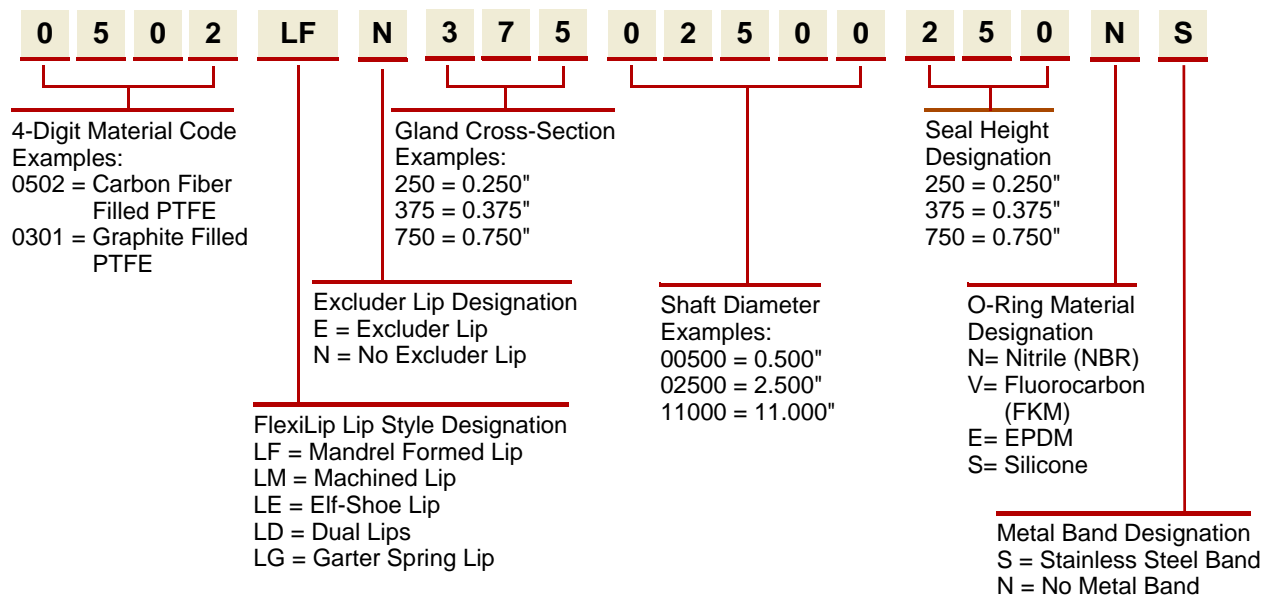 0 5 0 2 LF N 3 7 5 0 2 5 0 0 2 5 0 N S
4-Digit Material Code
Examples:
0502 = Carbon Fiber
Filled PTFE
0301 = Graphite Filled
PTFE
Gland Cross-Section
Examples:
250 = 0.250"
375 = 0.375"
750 = 0.750"
Seal Height
Designation
250 = 0.250"
375 = 0.375"
750 = 0.750"
Excluder Lip Designation
E = Excluder Lip
N = No Excluder Lip
Shaft Diameter
Examples:
00500 = 0.500"
02500 = 2.500"
11000 = 11.000"
O-Ring Material
Designation
N= Nitrile (NBR)
V= Fluorocarbon
(FKM)
E= EPDM
S= Silicone
FlexiLip Lip Style Designation
LF = Mandrel Formed Lip
LM = Machined Lip
LE = Elf-Shoe Lip
LD = Dual Lips
LG = Garter Spring Lip
Metal Band Designation
S = Stainless Steel Band
N = No Metal Band